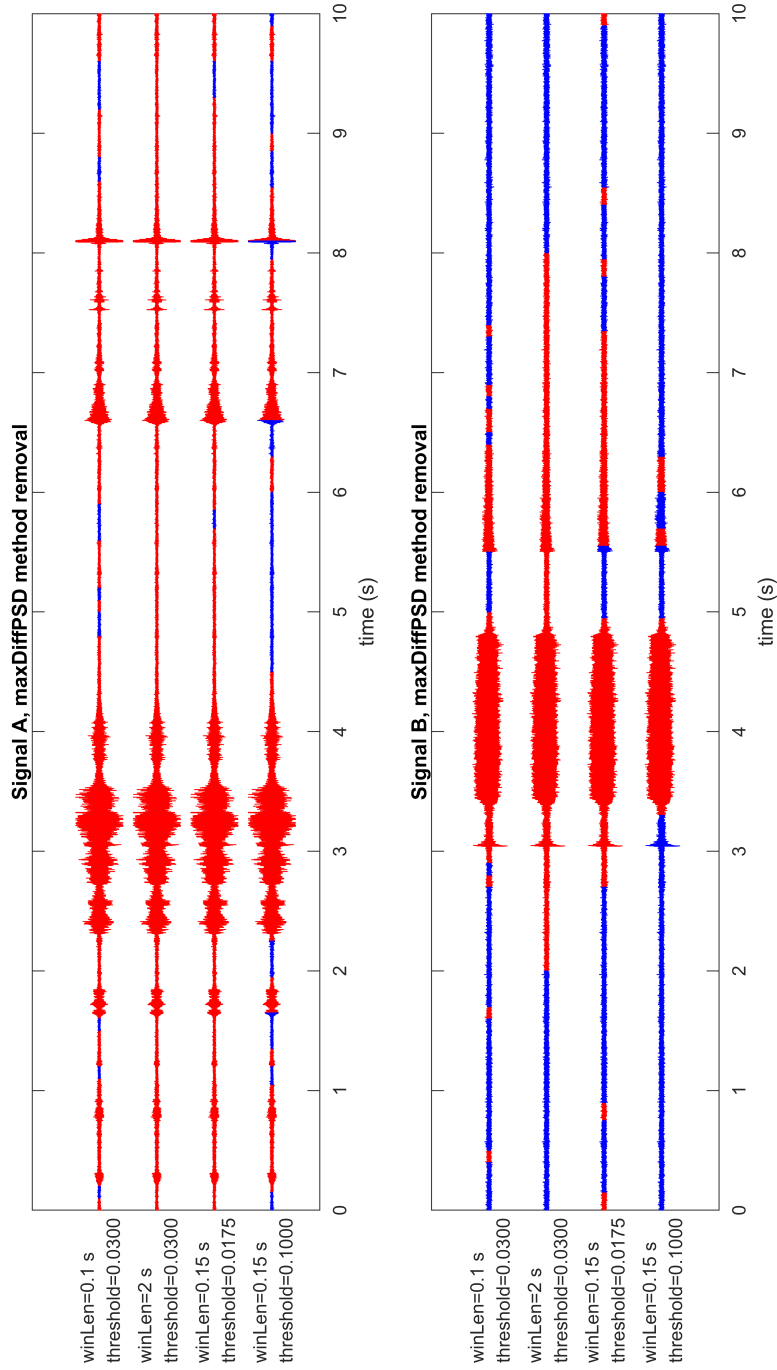 Signal A, maxDiffPSD method removal
winLen=0.1 s
threshold=0.0300
winLen=2 s
threshold=0.0300
winLen=0.15 s
threshold=0.0175
winLen=0.15 s
threshold=0.1000
0 1 2 3 4 5 6 7 8 9 10
time (s)
Signal B, maxDiffPSD method removal
winLen=0.1 s
threshold=0.0300
winLen=2 s
threshold=0.0300
winLen=0.15 s
threshold=0.0175
winLen=0.15 s
threshold=0.1000
0 1 2 3 4 5 6 7 8 9 10
time (s)